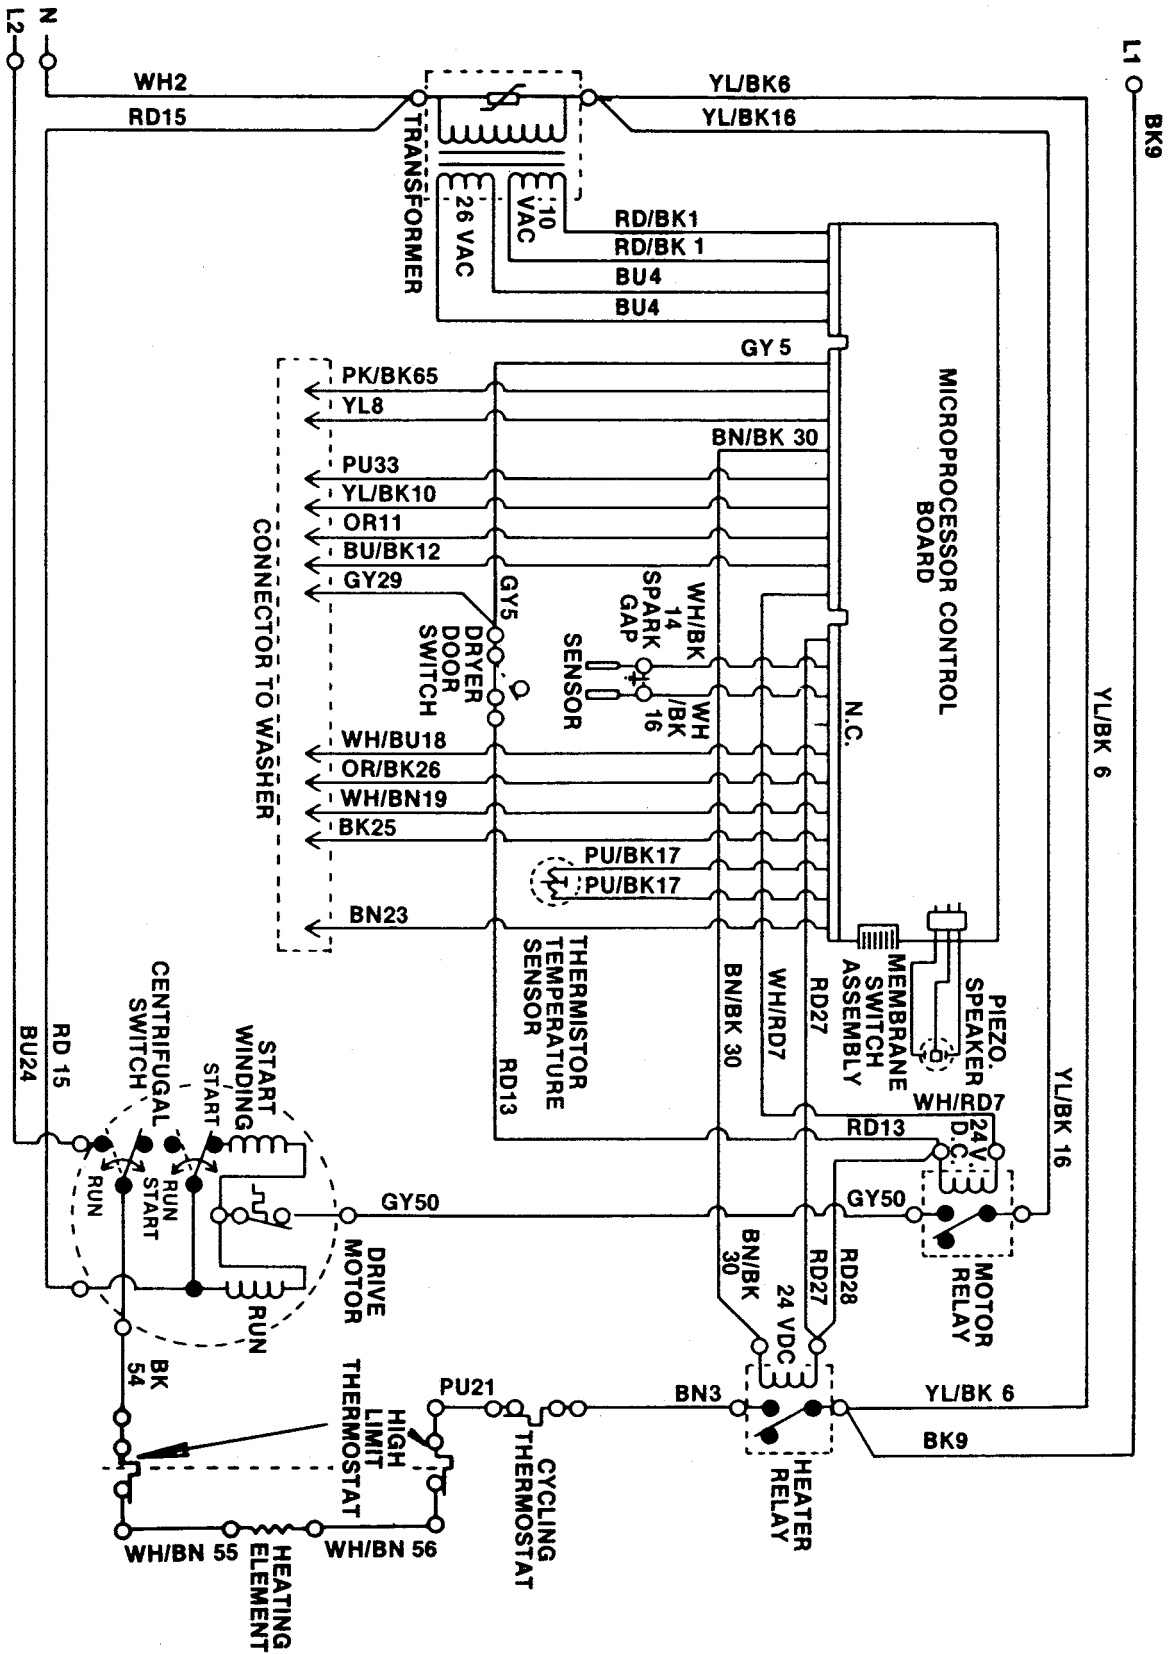 L1
BK9
N
L2
WH2
RD15
YL/BK6
YL/BK16
TRANSFORMER
10
VAC
26 VAC
RD/BK1
RD/BK 1
BU4
BU4
GY 5
PK/BK65
YL8
BN/BK 30
PU33
YL/BK10
OR11
BU/BK12
GY29
CONNECTOR TO WASHER
MICROPROCESSOR CONTROL
BOARD
GY5
DRYER
DOOR
SWITCH
WH/BK
14
SPARK
GAP
SENSOR
WH
/BK
16
N.C.
YL/BK 6
WH/BU18
OR/BK26
WH/BN19
BK25
PU/BK17
PU/BK17
BN23
THERMISTOR
TEMPERATURE
SENSOR
BN/BK 30
WH/RD7
RD27
MEMBRANE
SWITCH
ASSEMBLY
PIEZO.
SPEAKER
RD13
WH/RD7
RD13
24 V.
D.C.
YL/BK 16
RD 15
BU24
CENTRIFUGAL
SWITCH
START
WINDING
START
RUN
START
RUN
GY50
GY50
DRIVE
MOTOR
RUN
MOTOR
RELAY
BN/BK
30
24 VDC
RD27
RD28
BK
54
HIGH
LIMIT
THERMOSTAT
PU21
BN3
YL/BK 6
BK9
CYCLING
THERMOSTAT
HEATER
RELAY
WH/BN 55
WH/BN 56
HEATING
ELEMENT